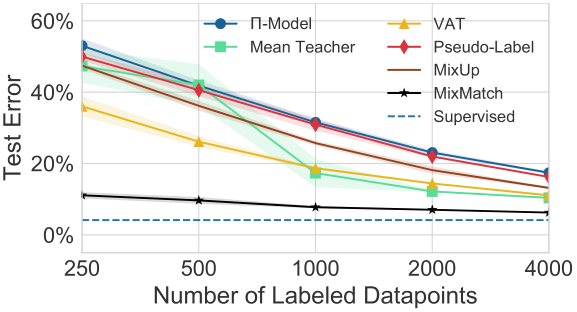 60%
40%
20%
0%
Test Error
250 500 1000 2000 4000
Number of Labeled Datapoints
Π-Model
Mean Teacher
VAT
Pseudo-Label
MixUp
MixMatch
Supervised